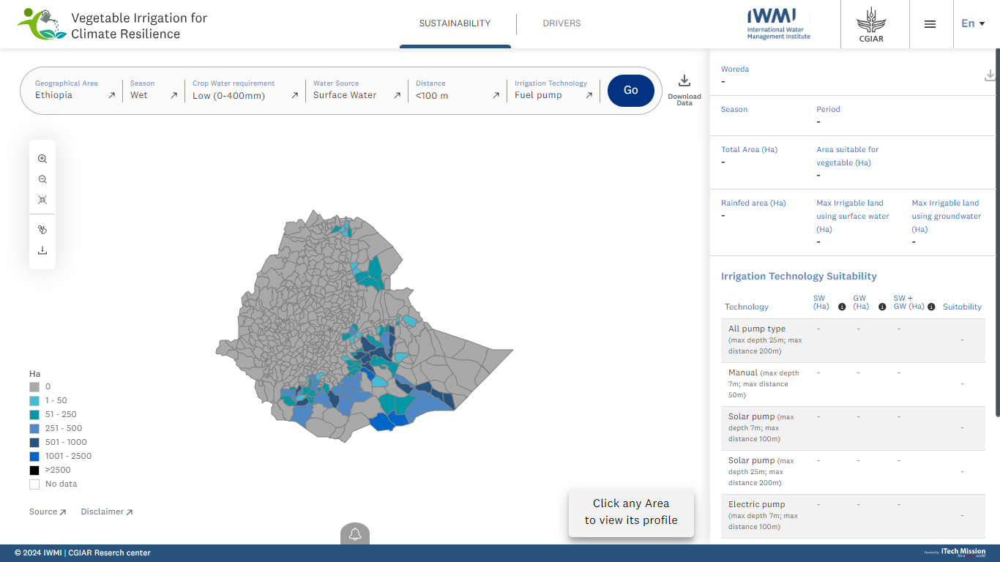 Vegetable Irrigation for
Climate Resilience
SUSTAINABILITY
DRIVERS
IWMI
International Water
Management Institute
CGIAR
En
Geographical Area
Ethiopia
Season
Wet
Crop Water requirement
Low (0-400mm)
Water Source
Surface Water
Distance
<100 m
Irrigation Technology
Fuel pump
Go
Download
Data
Ha
0
1 - 50
51 - 250
251 - 500
501 - 1000
1001 - 2500
>2500
No data
Source
Disclaimer
Click any Area
to view its profile
Woreda
-
Season
Period
-
Total Area (Ha)
-
Area suitable for
vegetable (Ha)
-
Rainfed area (Ha)
-
Max Irrigable land
using surface water
(Ha)
-
Max Irrigable land
using groundwater
(Ha)
-
Irrigation Technology Suitability
Technology
SW
(Ha)
GW
(Ha)
SW +
GW (Ha)
Suitability
All pump type
(max depth 25m; max
distance 200m)
- - - -
Manual (max depth
7m; max distance
50m)
- - - -
Solar pump (max
depth 7m; max
distance 100m)
- - - -
Solar pump (max
depth 25m; max
distance 200m)
- - - -
Electric pump
(max depth 7m; max
distance 100m)
- - - -
© 2024 IWMI | CGIAR Reserch center
Powered by iTech Mission
for a better world